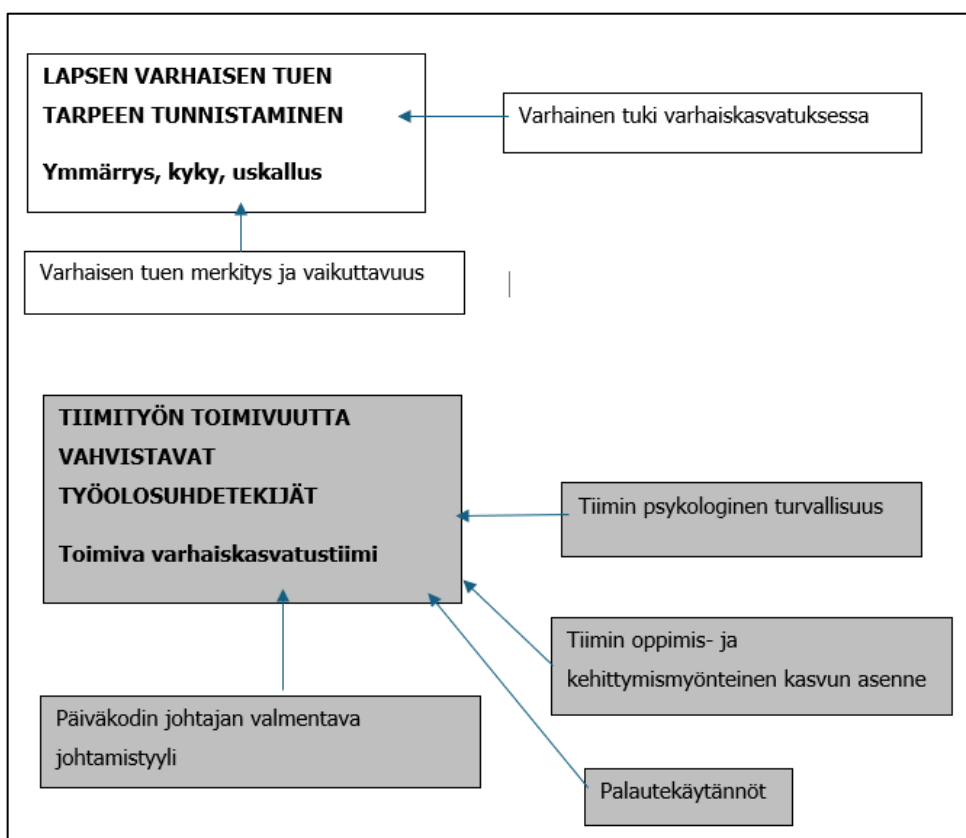 LAPSEN VARHAISEN TUEN
TARPEEN TUNNISTAMINEN
Ymmärrys, kyky, uskallus
Varhainen tuki varhaiskasvatuksessa
Varhaisen tuen merkitys ja vaikuttavuus
TIIMITYÖN TOIMIVUUTTA
VAHVISTAVAT
TYÖOLOSUHDETEKIJÄT
Toimiva varhaiskasvatustiimi
Tiimin psykologinen turvallisuus
Tiimin oppimis- ja
kehittymismyönteinen kasvun asenne
Päiväkodin johtajan valmentava
johtamistyyli
Palautekäytännöt